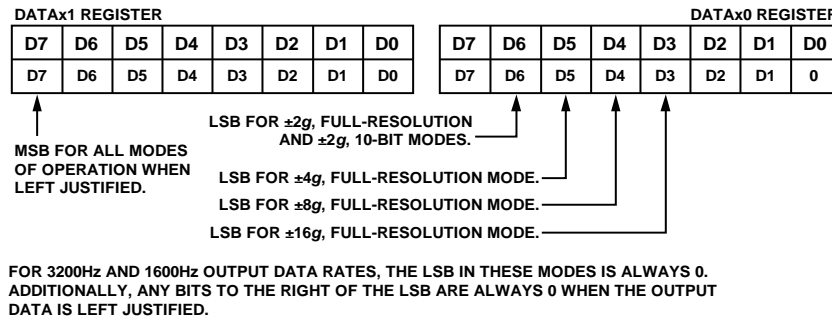 DATAx1 REGISTER DATAx0 REGISTER
D7 D6 D5 D4 D3 D2 D1 D0 D7 D6 D5 D4 D3 D2 D1 D0
D7 D6 D5 D4 D3 D2 D1 D0 D7 D6 D5 D4 D3 D2 D1 0
MSB FOR ALL MODES
OF OPERATION WHEN
LEFT JUSTIFIED.
LSB FOR ±2g, FULL-RESOLUTION
AND ±2g, 10-BIT MODES.
LSB FOR ±4g, FULL-RESOLUTION MODE.
LSB FOR ±8g, FULL-RESOLUTION MODE.
LSB FOR ±16g, FULL-RESOLUTION MODE.
FOR 3200Hz AND 1600Hz OUTPUT DATA RATES, THE LSB IN THESE MODES IS ALWAYS 0.
ADDITIONALLY, ANY BITS TO THE RIGHT OF THE LSB ARE ALWAYS 0 WHEN THE OUTPUT
DATA IS LEFT JUSTIFIED.